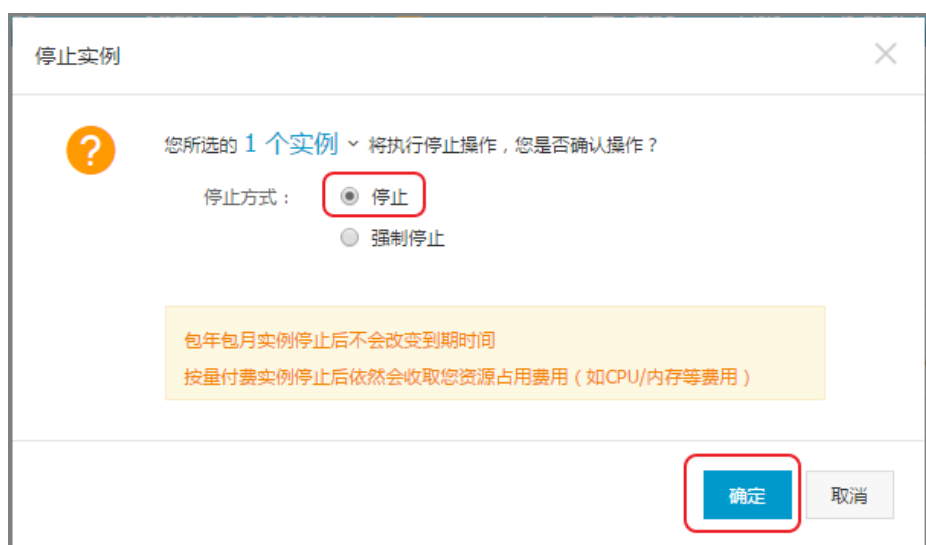 停止实例
您所选的 1 个实例 将执行停止操作，您是否确认操作？
停止方式： 停止
强制停止
包年包月实例停止后不会改变到期时间
按量付费实例停止后依然会收取您资源占用费用（如CPU/内存等费用）
确定 取消